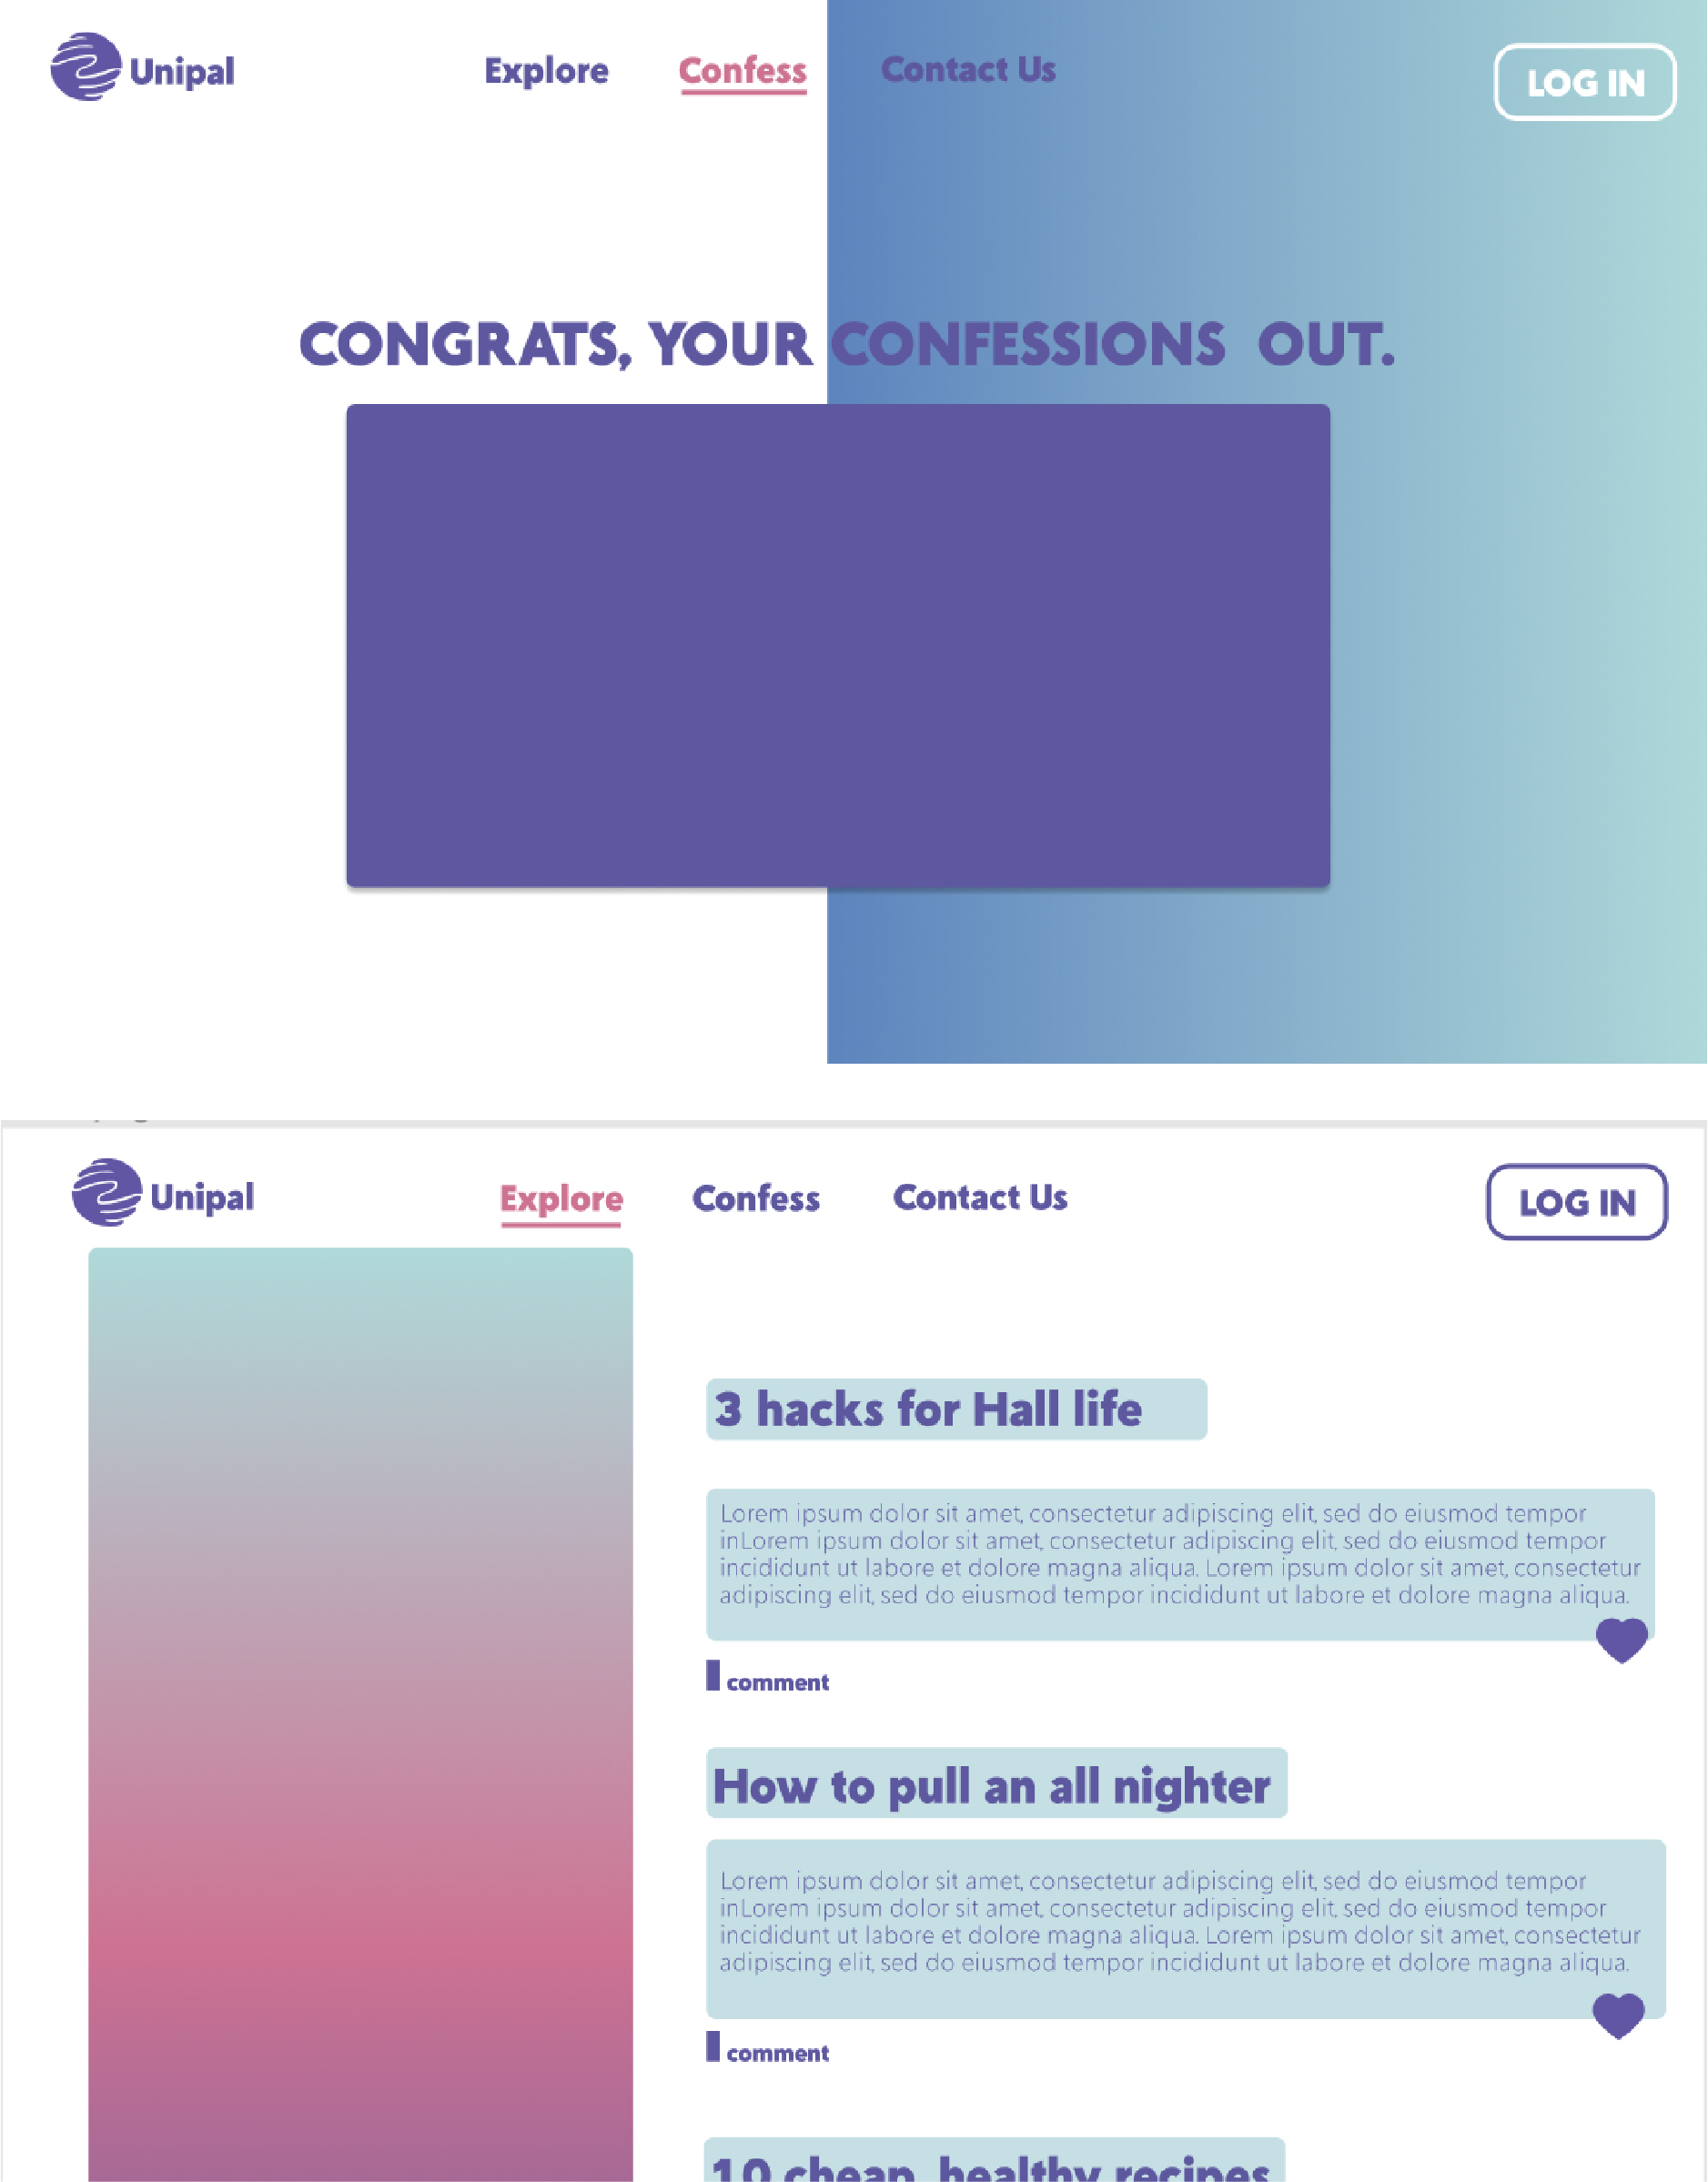 Unipal
Explore
Confess
Contact Us
LOG IN
CONGRATS, YOUR CONFESSIONS OUT.
Unipal
Explore
Confess
Contact Us
LOG IN
3 hacks for Hall life
Lorem ipsum dolor sit amet, consectetur adipiscing elit, sed do eiusmod tempor
inLorem ipsum dolor sit amet, consectetur adipiscing elit, sed do eiusmod tempor
incididunt ut labore et dolore magna aliqua. Lorem ipsum dolor sit amet, consectetur
adipiscing elit, sed do eiusmod tempor incididunt ut labore et dolore magna aliqua.
comment
How to pull an all nighter
Lorem ipsum dolor sit amet, consectetur adipiscing elit, sed do eiusmod tempor
inLorem ipsum dolor sit amet, consectetur adipiscing elit, sed do eiusmod tempor
incididunt ut labore et dolore magna aliqua. Lorem ipsum dolor sit amet, consectetur
adipiscing elit, sed do eiusmod tempor incididunt ut labore et dolore magna aliqua.
comment
10 cheap, healthy recipes